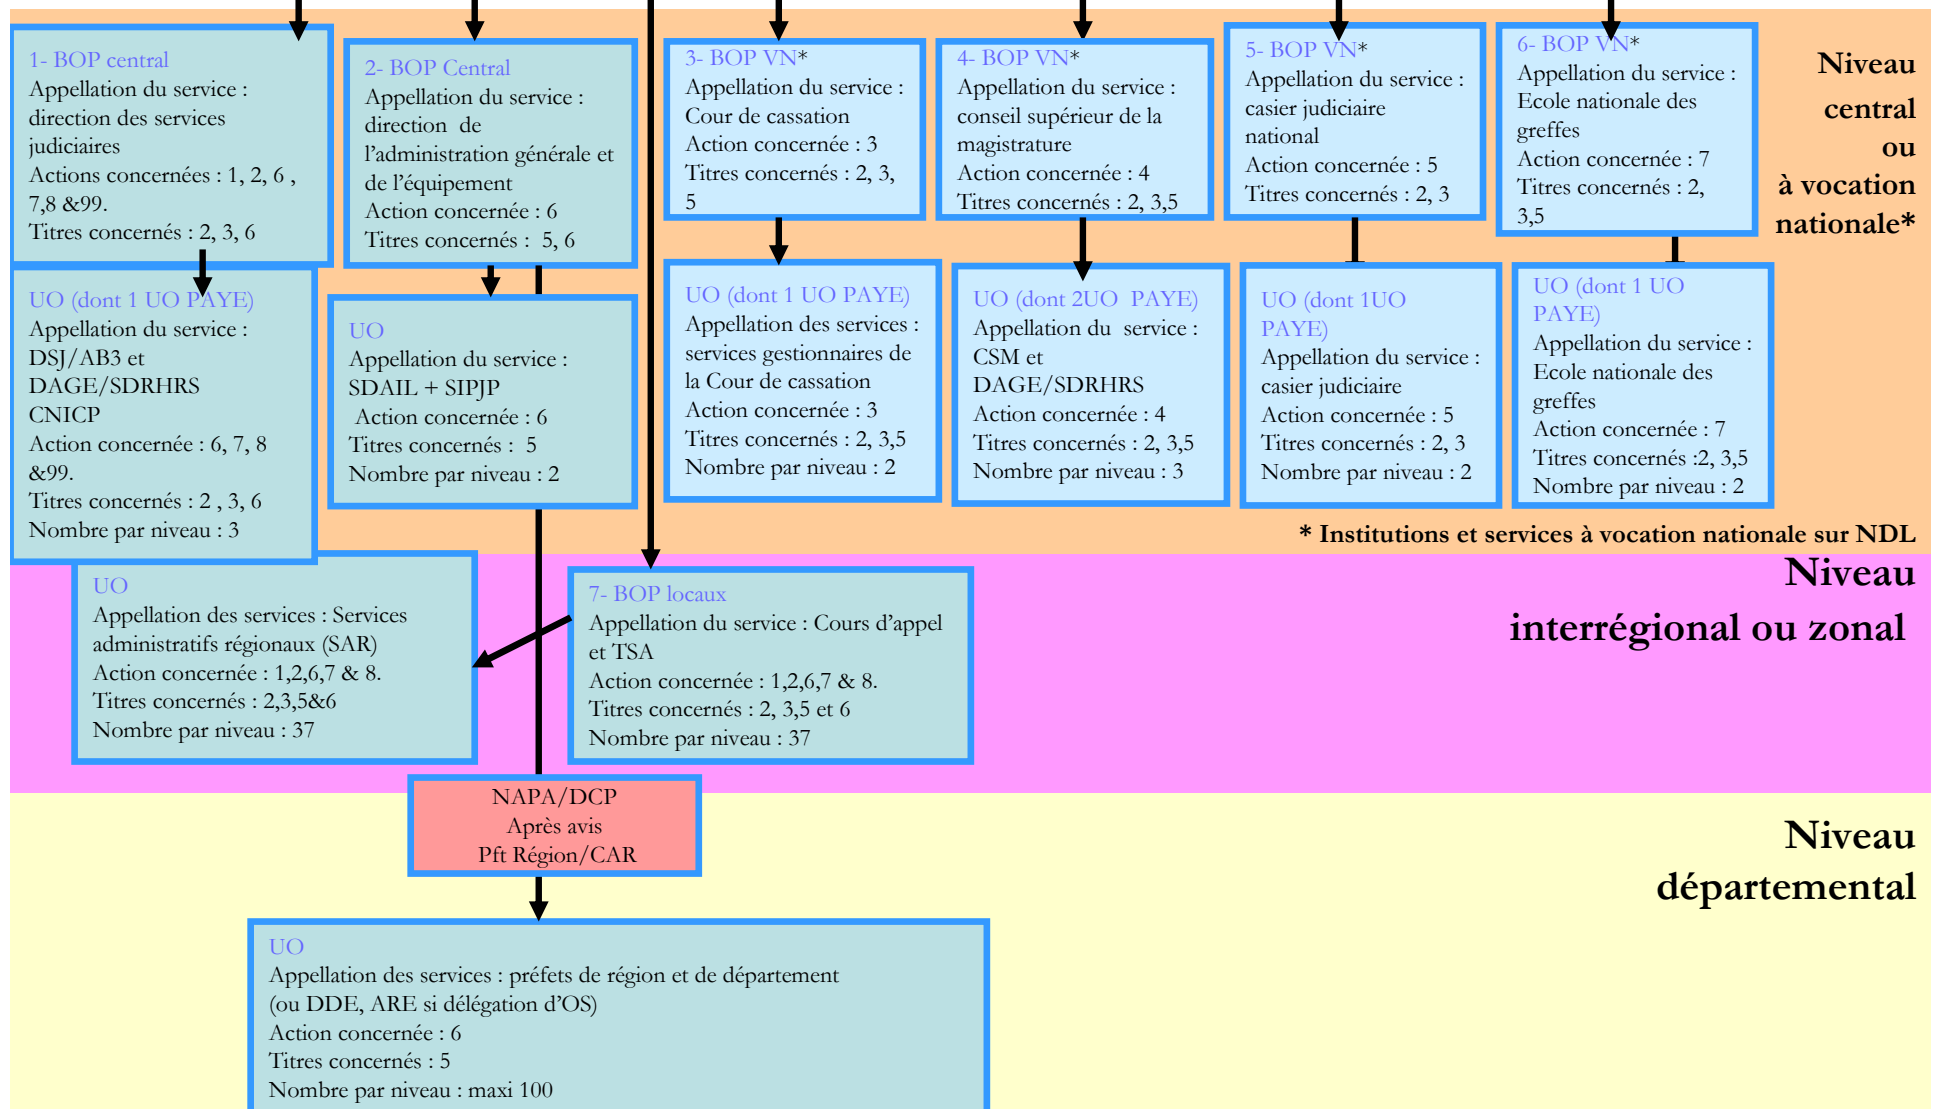 1- BOP central
Appellation du service :
direction des services
judiciaires
Actions concernées : 1, 2, 6 ,
7,8 &99.
Titres concernés : 2, 3, 6
2- BOP Central
Appellation du service :
direction de
l'administration générale et
de l'équipement
Action concernée : 6
Titres concernés : 5, 6
3- BOP VN*
Appellation du service :
Cour de cassation
Action concernée : 3
Titres concernés : 2, 3,
5
4- BOP VN*
Appellation du service :
conseil supérieur de la
magistrature
Action concernée : 4
Titres concernés : 2, 3,5
5- BOP VN*
Appellation du service :
casier judiciaire
national
Action concernée : 5
Titres concernés : 2, 3
6- BOP VN*
Appellation du service :
Ecole nationale des
greffes
Action concernée : 7
Titres concernés : 2,
3,5
Niveau
central
ou
à vocation
nationale*
UO (dont 1 UO PAYE)
Appellation du service :
DSJ/AB3 et
DAGE/SDRHRS
CNICP
Action concernée : 6, 7, 8
&99.
Titres concernés : 2 , 3, 6
Nombre par niveau : 3
UO
Appellation du service :
SDAIL + SIPJP
Action concernée : 6
Titres concernés : 5
Nombre par niveau : 2
UO (dont 1 UO PAYE)
Appellation des services :
services gestionnaires de
la Cour de cassation
Action concernée : 3
Titres concernés : 2, 3,5
Nombre par niveau : 2
UO (dont 2UO PAYE)
Appellation du service :
CSM et
DAGE/SDRHRS
Action concernée : 4
Titres concernés : 2, 3,5
Nombre par niveau : 3
UO (dont 1UO
PAYE)
Appellation du service :
casier judiciaire
Action concernée : 5
Titres concernés : 2, 3
Nombre par niveau : 2
UO (dont 1 UO
PAYE)
Appellation du service :
Ecole nationale des
greffes
Action concernée : 7
Titres concernés :2, 3,5
Nombre par niveau : 2
* Institutions et services à vocation nationale sur NDL
Niveau
interrégional ou zonal
UO
Appellation des services : Services
administratifs régionaux (SAR)
Action concernée : 1,2,6,7 & 8.
Titres concernés : 2,3,5&6
Nombre par niveau : 37
7- BOP locaux
Appellation du service : Cours d'appel
et TSA
Action concernée : 1,2,6,7 & 8.
Titres concernés : 2, 3,5 et 6
Nombre par niveau : 37
NAPA/DCP
Après avis
Pft Région/CAR
Niveau
départemental
UO
Appellation des services : préfets de région et de département
(ou DDE, ARE si délégation d'OS)
Action concernée : 6
Titres concernés : 5
Nombre par niveau : maxi 100